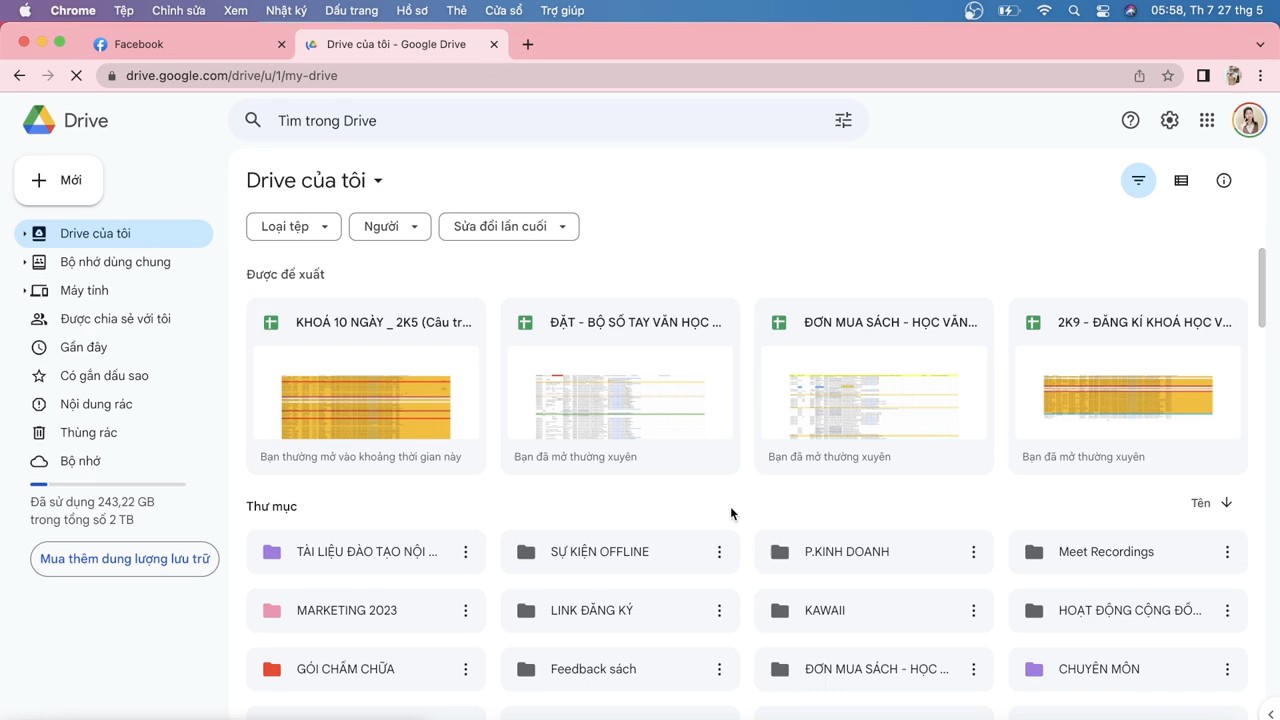 Chrome Tệp Chỉnh sửa Xem Nhật ký Dấu trang Hồ sơ Thẻ Cửa sổ Trợ giúp 05:58, Th 7 27 thg 5
Facebook Drive của tôi - Google Drive
drive.google.com/drive/u/1/my-drive
Drive
Tìm trong Drive
Mới
Drive của tôi
Bộ nhớ dùng chung
Máy tính
Được chia sẻ với tôi
Gần đây
Có gắn dấu sao
Nội dung rác
Thùng rác
Bộ nhớ
Đã sử dụng 243,22 GB
trong tổng số 2 TB
Mua thêm dung lượng lưu trữ
Drive của tôi
Loại tệp Người Sửa đổi lần cuối
Được đề xuất
KHOÁ 10 NGÀY _ 2K5 (Câu tr... ĐẶT - BỘ SỔ TAY VĂN HỌC ... ĐƠN MUA SÁCH - HỌC VĂN... 2K9 - ĐĂNG KÍ KHOÁ HỌC V...
Bạn thường mở vào khoảng thời gian này Bạn đã mở thường xuyên Bạn đã mở thường xuyên Bạn đã mở thường xuyên
Thư mục Tên
TÀI LIỆU ĐÀO TẠO NỘI ... SỰ KIỆN OFFLINE P.KINH DOANH Meet Recordings
MARKETING 2023 LINK ĐĂNG KÝ KAWAII HOẠT ĐỘNG CỘNG ĐỒ...
GÓI CHẤM CHỮA Feedback sách ĐƠN MUA SÁCH - HỌC ... CHUYÊN MÔN